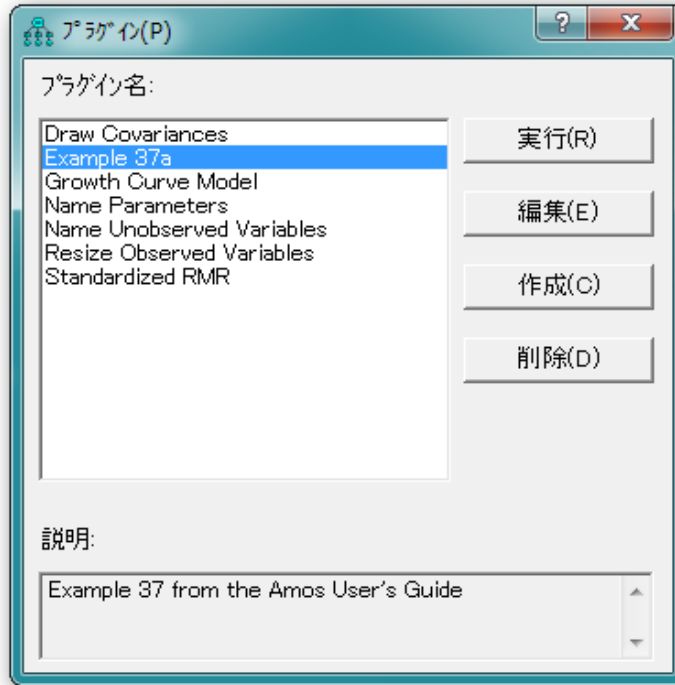 プラグイン(P)
プラグイン名:
Draw Covariances
Example 37a
Growth Curve Model
Name Parameters
Name Unobserved Variables
Resize Observed Variables
Standardized RMR
実行(R)
編集(E)
作成(C)
削除(D)
説明:
Example 37 from the Amos User's Guide